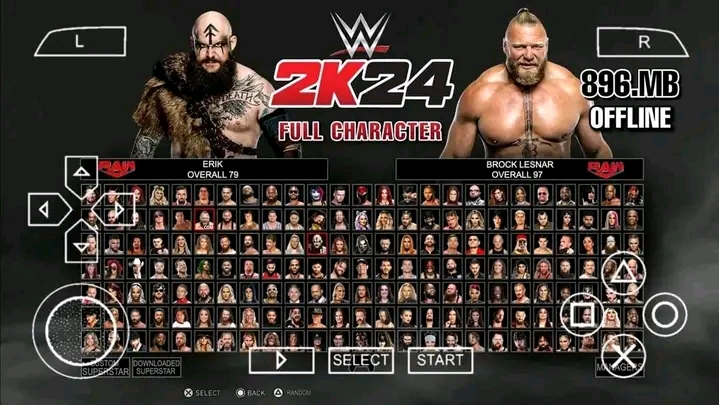 L
R
W
2K24
FULL CHARACTER
896.MB
OFFLINE
DEATH
RAW
ERIK
OVERALL 79
BROCK LESNAR
OVERALL 97
RAW
CUSTOM
SUPERSTAR
DOWNLOADED
SUPERSTAR
SELECT
START
MANAGERS
SELECT
BACK
RANDOM